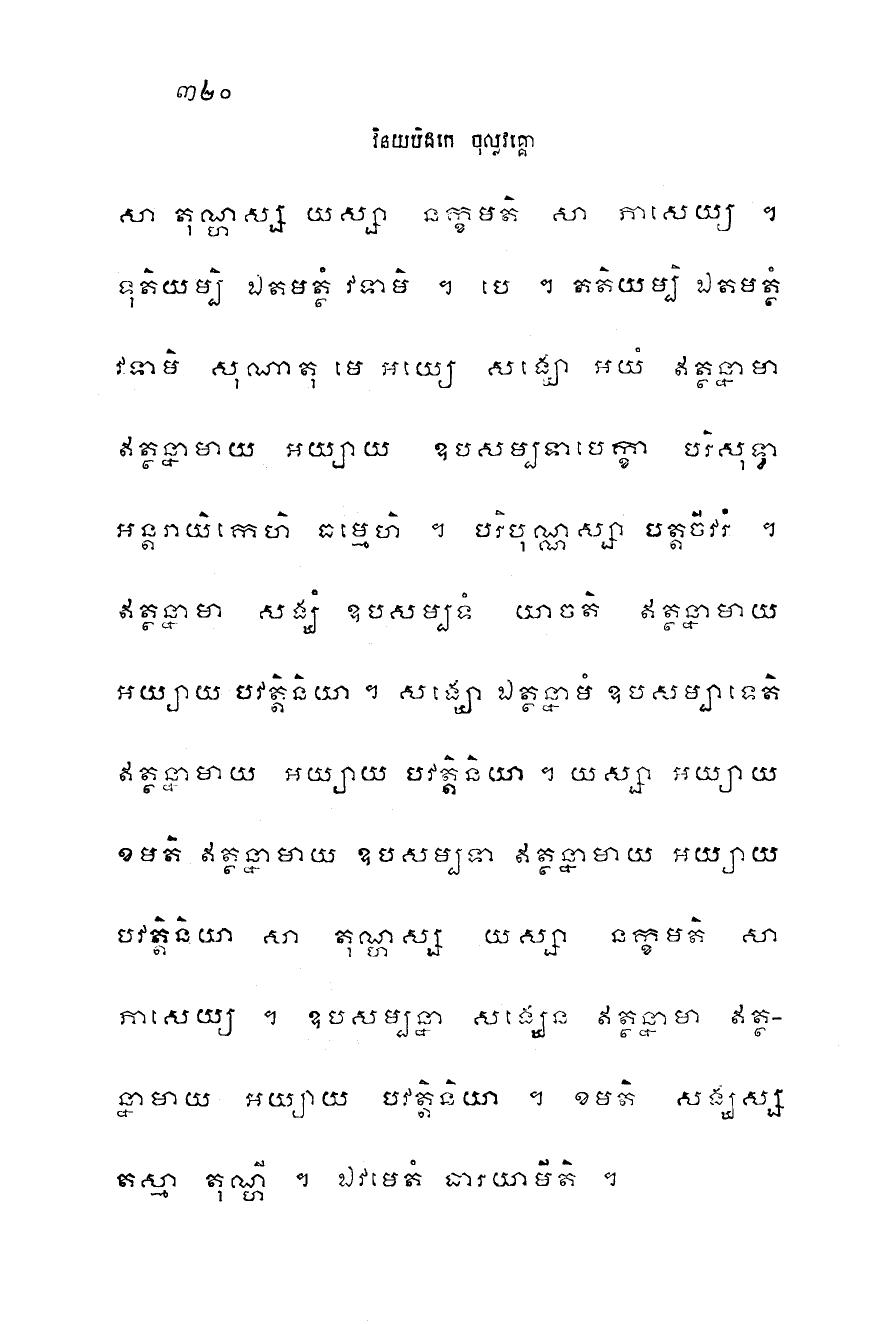 ៣២០
វិនយបិដកេ ចុល្លវគ្គោ
សា តុណ្ហស្ស យស្សា នក្ខមតិ សា ភាសេយ្យ ។
ទុតិយម្បិ ឯតមត្ថំ វទាមិ ។ បេ ។ តតិយម្បិ ឯតមត្ថំ
វទាមិ សុណាតុ មេ អយ្យេ សង្ឃោ អយំ ឥត្ថន្នាមា
ឥត្ថន្នាមាយ អយ្យាយ ឧបសម្បទាបេក្ខា បរិសុទ្ធា
អន្តរាយិកេហិ ធម្មេហិ ។ បរិបុណ្ណស្សា បត្តចីវរំ ។
ឥត្ថន្នាមា សង្ឃំ ឧបសម្បទំ យាចតិ ឥត្ថន្នាមាយ
អយ្យាយ បវត្តិនិយា ។ សង្ឃោ ឯត្ថន្នាមំ ឧបសម្បាទេតិ
ឥត្ថន្នាមាយ អយ្យាយ បវត្តិនិយា ។ យស្សា អយ្យាយ
ខមតិ ឥត្ថន្នាមាយ ឧបសម្បទា ឥត្ថន្នាមាយ អយ្យាយ
បវត្តិនិយា សា តុណ្ហស្ស យស្សា នក្ខមតិ សា
ភាសេយ្យ ។ ឧបសម្បន្នា សង្ឃេន ឥត្ថន្នាមា ឥត្ថ-
ន្នាមាយ អយ្យាយ បវត្តិនិយា ។ ខមតិ សង្ឃស្ស
តស្មា តុណ្ហី ។ ឯវមេតំ ធារយាមីតិ ។